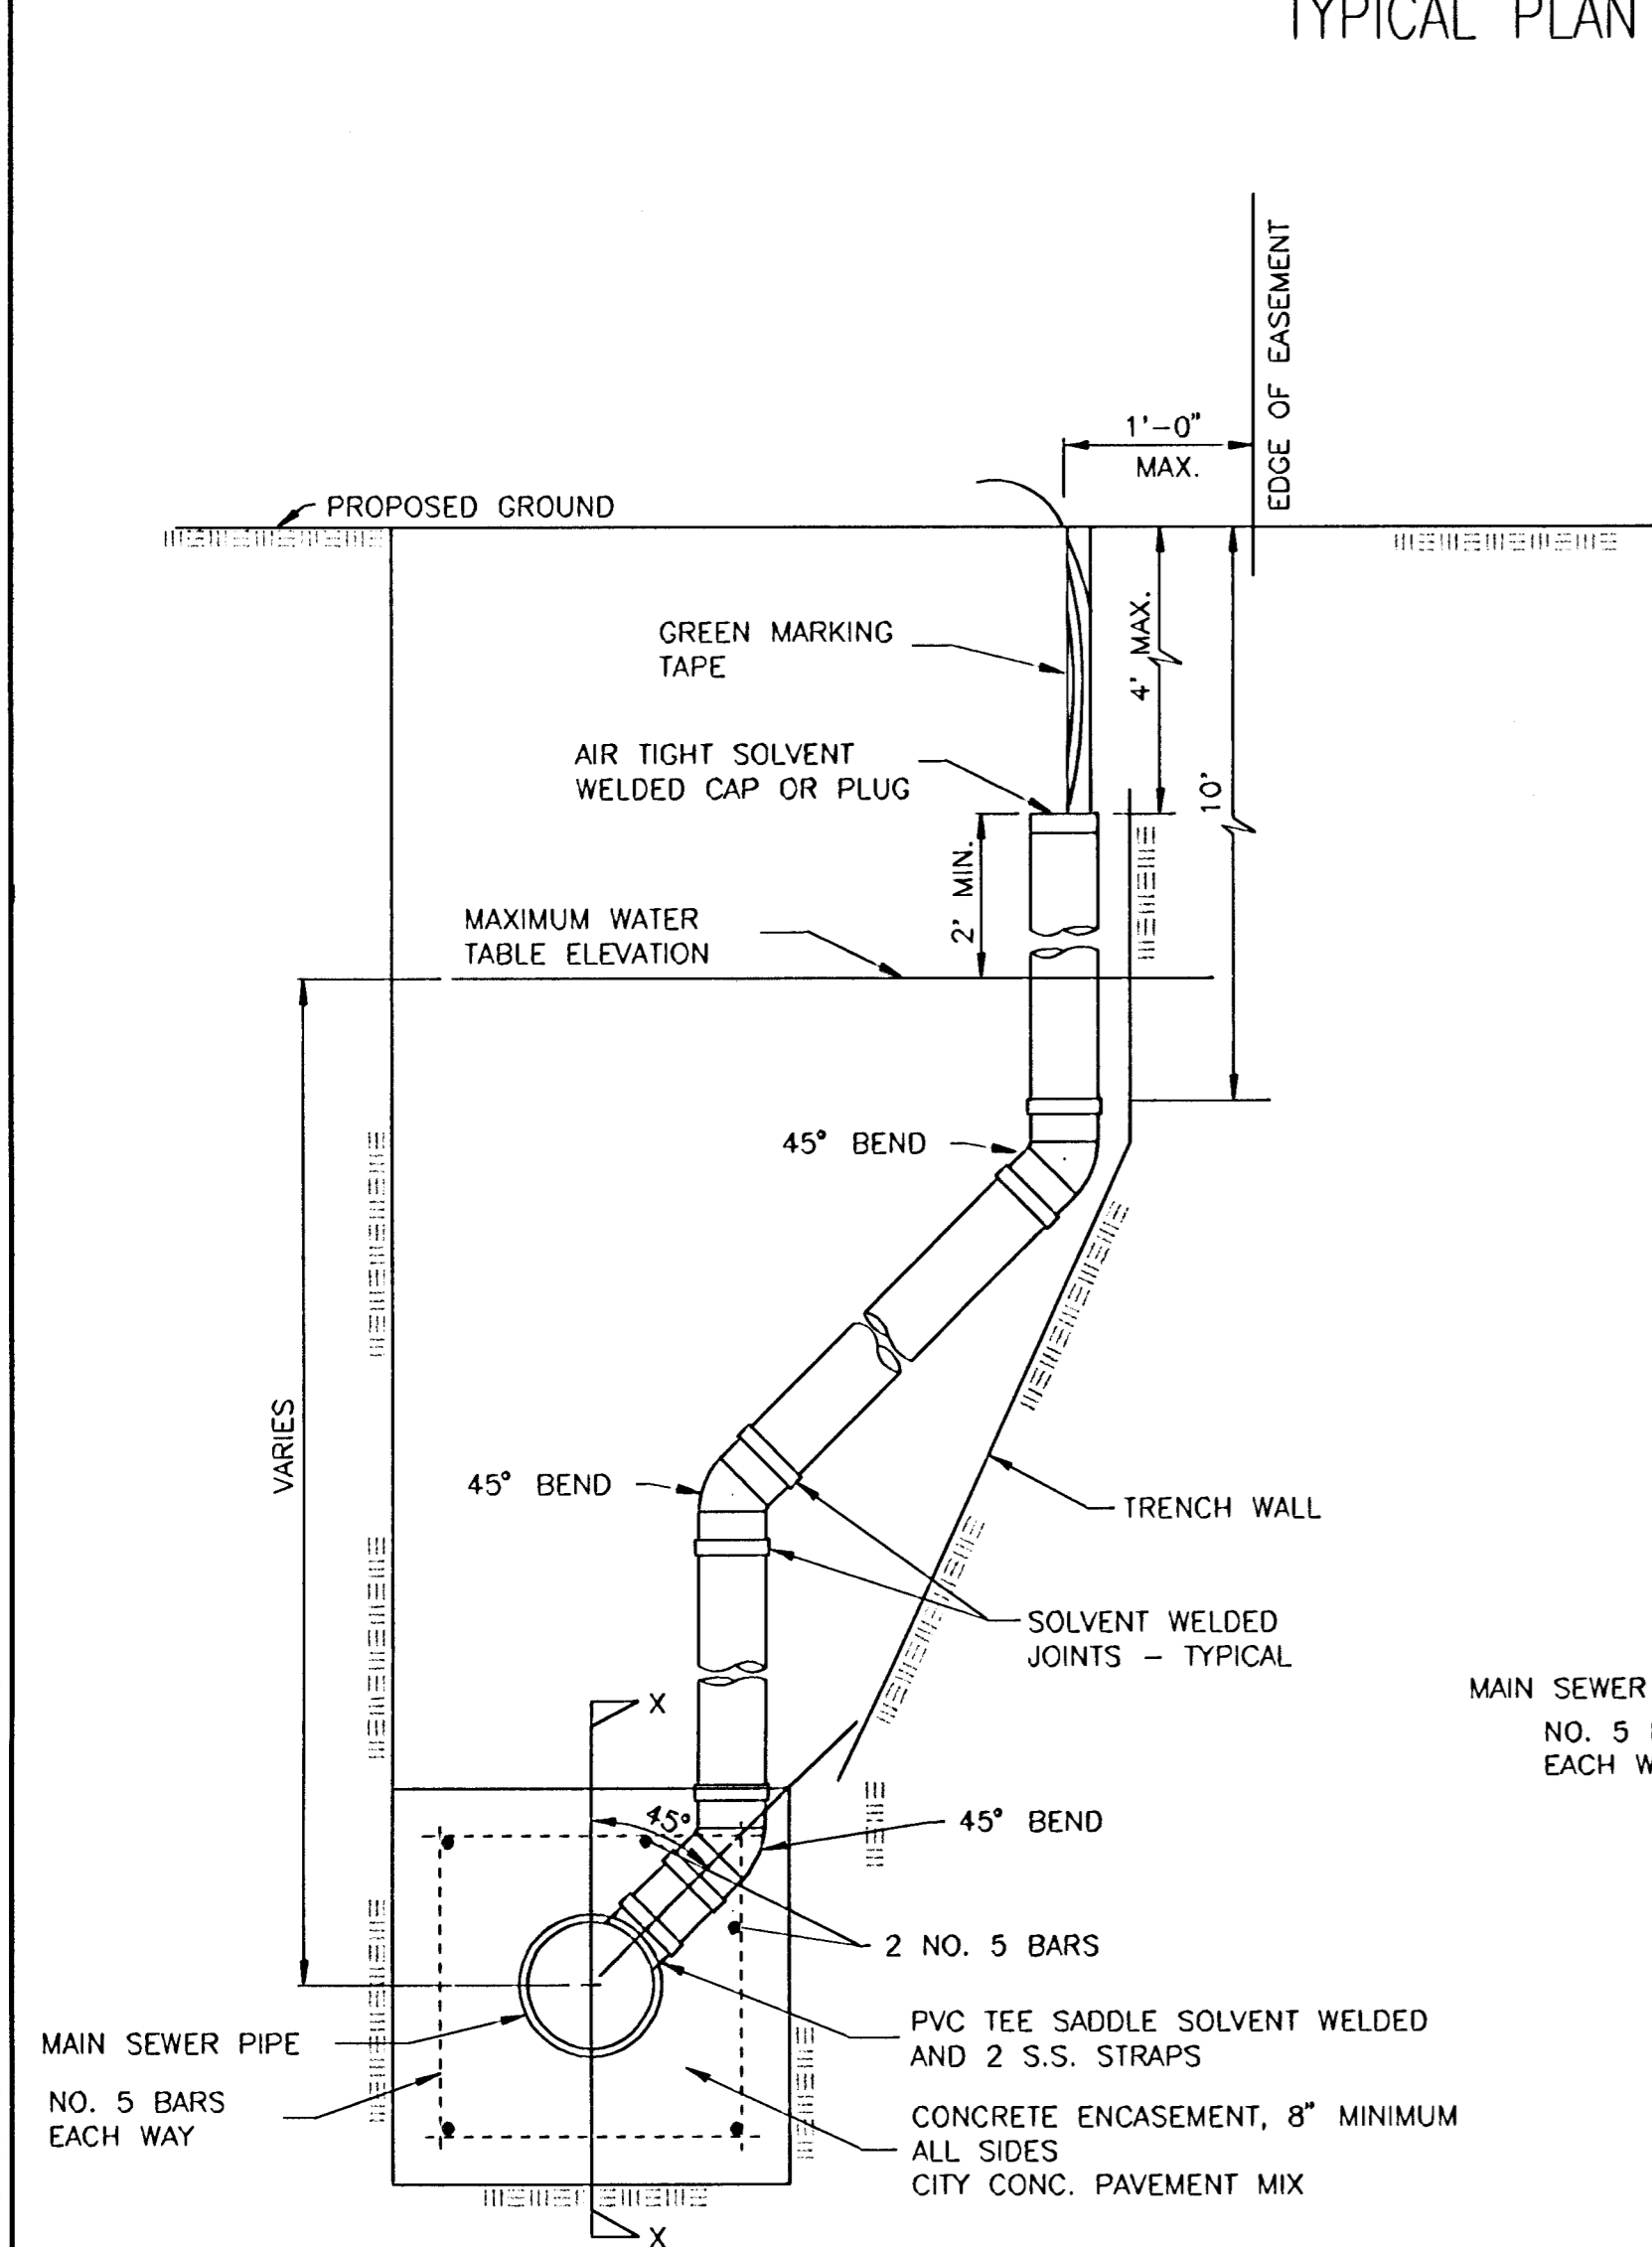 TYPICAL PLAN
EDGE OF EASEMENT
1'-0"
MAX.
PROPOSED GROUND
GREEN MARKING
TAPE
4' MAX.
AIR TIGHT SOLVENT
WELDED CAP OR PLUG
10'
2' MIN.
MAXIMUM WATER
TABLE ELEVATION
45° BEND
VARIES
45° BEND
TRENCH WALL
SOLVENT WELDED
JOINTS – TYPICAL
MAIN SEWER
NO. 5
EACH
X
45°
45° BEND
2 NO. 5 BARS
PVC TEE SADDLE SOLVENT WELDED
AND 2 S.S. STRAPS
MAIN SEWER PIPE
NO. 5 BARS
EACH WAY
CONCRETE ENCASEMENT, 8" MINIMUM
ALL SIDES
CITY CONC. PAVEMENT MIX
X